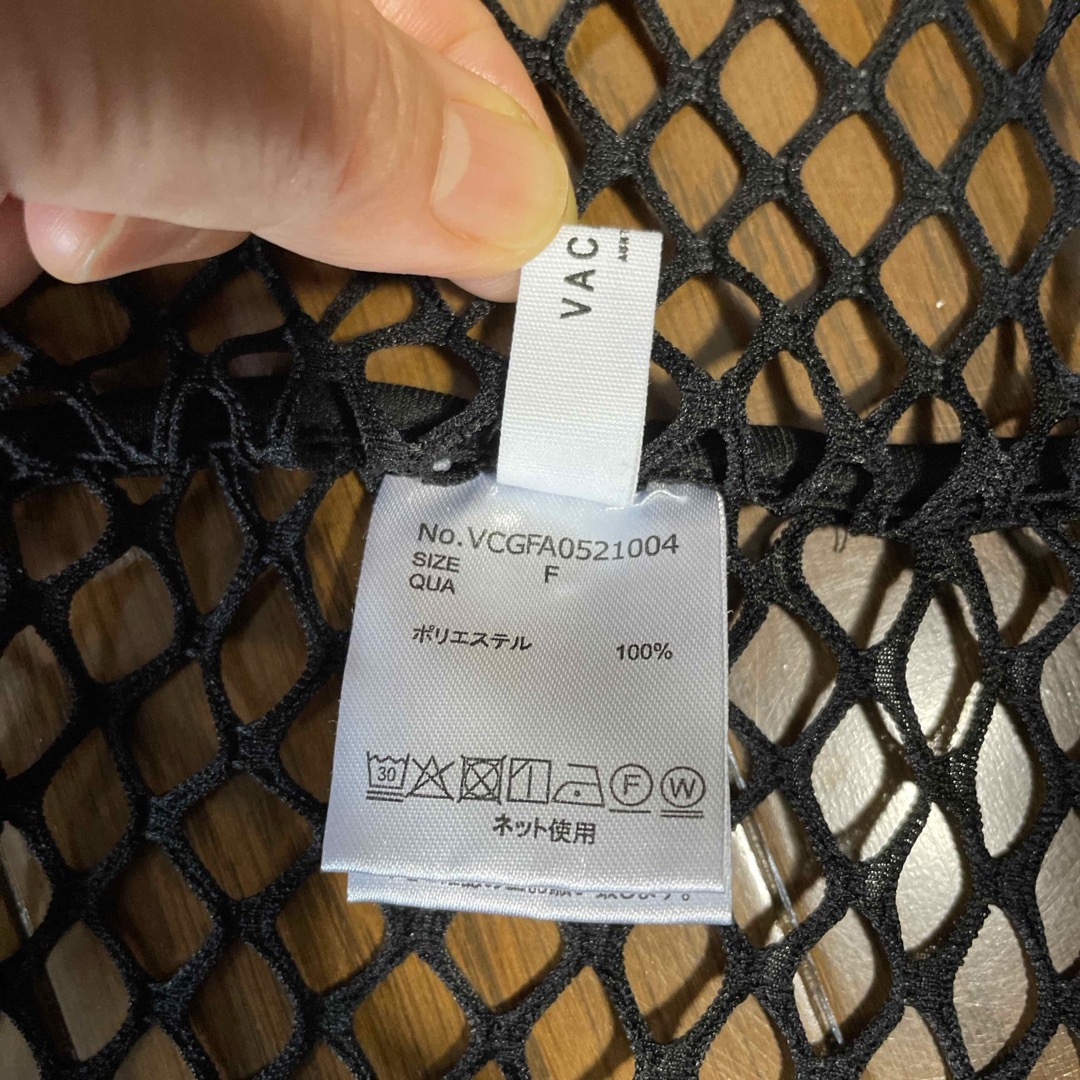 VAC
No.VCGFA0521004
SIZE F
QUA
ポリエステル 100%
30 F W
ネット使用